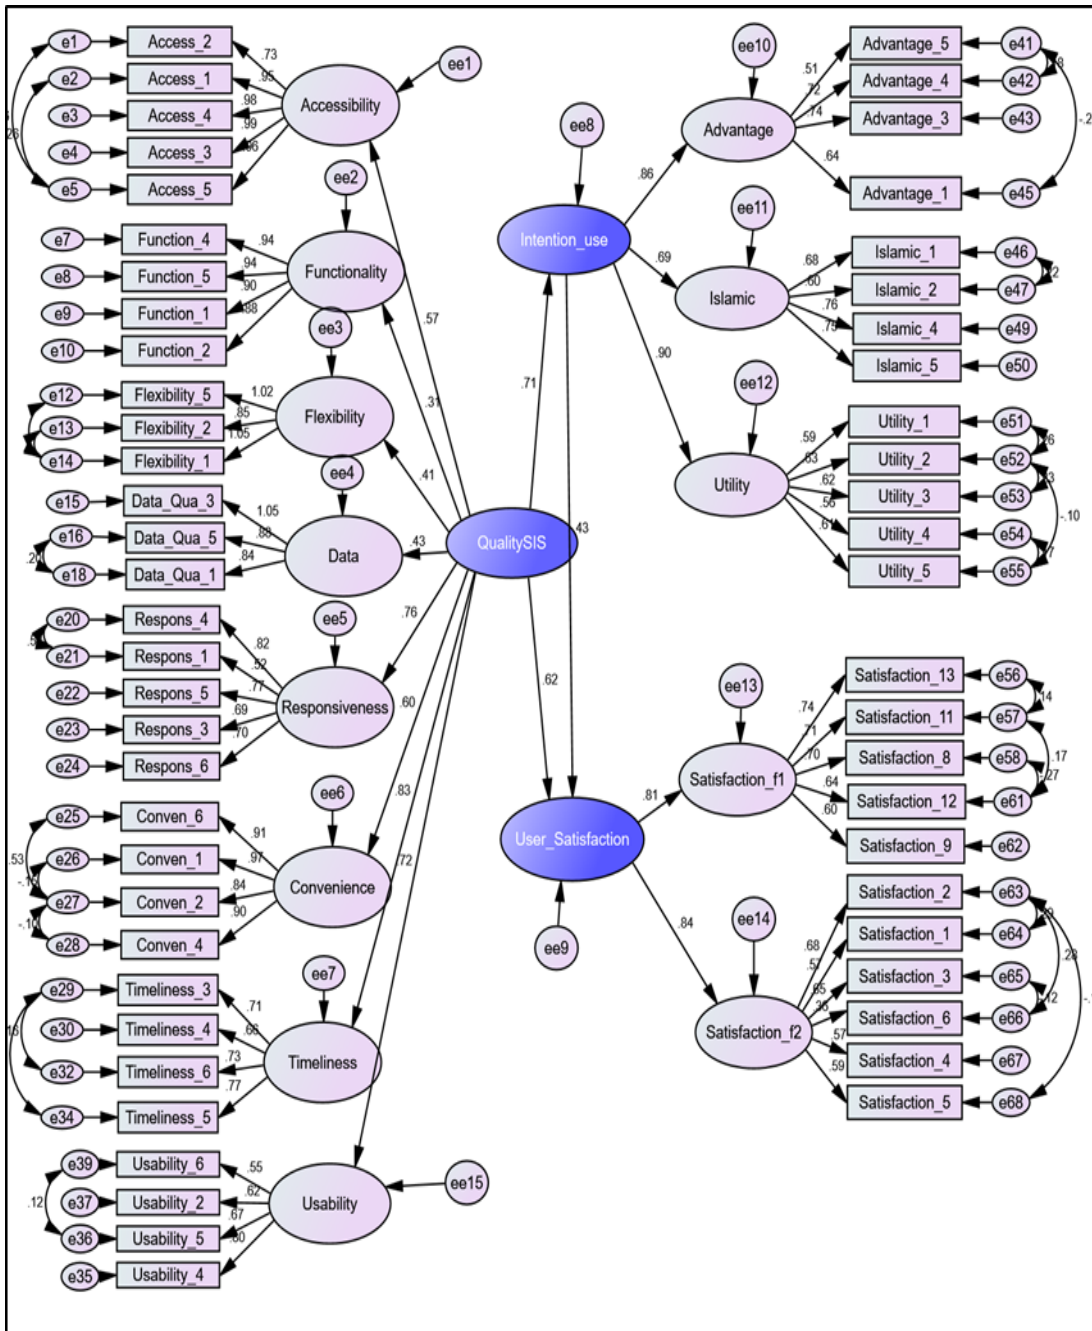 e1
Access_2
.73
e2
Access_1
.95
e3
Access_4
.98
e4
Access_3
.99
e5
Access_5
Accessibility
ee1
e7
Function_4
.94
e8
Function_5
.94
e9
Function_1
.90
e10
Function_2
.88
Functionality
ee2
.57
.31
e12
Flexibility_5
1.02
e13
Flexibility_2
.85
e14
Flexibility_1
1.05
Flexibility
ee3
.41
e15
Data_Qua_3
1.05
e16
Data_Qua_5
e18
Data_Qua_1
.84
.20
Data
ee4
.43
QualitySIS
e20
Respons_4
.82
e21
Respons_1
.52
e22
Respons_5
.77
e23
Respons_3
.69
e24
Respons_6
.70
Responsiveness
ee5
.76
e25
Conven_6
.91
e26
Conven_1
.97
e27
Conven_2
.84
e28
Conven_4
.90
.53
-.10
Convenience
ee6
.60
e29
Timeliness_3
.71
e30
Timeliness_4
.66
e32
Timeliness_6
.73
e34
Timeliness_5
.77
Timeliness
ee7
.83
e39
Usability_6
.55
e37
Usability_2
.62
e36
Usability_5
.67
e35
Usability_4
.12
Usability
ee15
.72
ee8
Intention_use
.71
.43
.62
.86
.69
.90
ee10
Advantage
.51
Advantage_5
e41
.72
Advantage_4
e42
.74
Advantage_3
e43
.64
Advantage_1
e45
ee11
Islamic
.68
Islamic_1
e46
.60
Islamic_2
e47
.76
Islamic_4
e49
.75
Islamic_5
e50
ee12
Utility
.59
Utility_1
e51
.63
Utility_2
e52
.62
Utility_3
e53
.56
Utility_4
e54
.61
Utility_5
e55
-.10
User_Satisfaction
ee9
.81
.84
ee13
Satisfaction_f1
.74
Satisfaction_13
e56
.71
Satisfaction_11
e57
.70
Satisfaction_8
e58
.64
Satisfaction_12
e61
.60
Satisfaction_9
e62
.14
.17
-.27
ee14
Satisfaction_f2
.68
Satisfaction_2
e63
.57
Satisfaction_1
e64
.65
Satisfaction_3
e65
Satisfaction_6
e66
.57
Satisfaction_4
e67
.59
Satisfaction_5
e68
.28